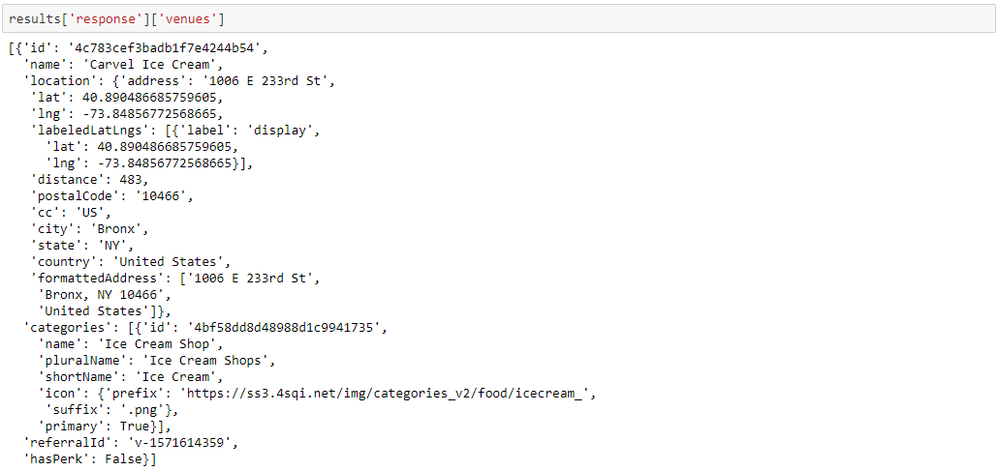 results['response']['venues']
[{'id': '4c783cef3badb1f7e4244b54',
'name': 'Carvel Ice Cream',
'location': {'address': '1006 E 233rd St',
'lat': 40.890486685759605,
'lng': -73.84856772568665,
'labeledLatLngs': [{'label': 'display',
'lat': 40.890486685759605,
'lng': -73.84856772568665}],
'distance': 483,
'postalCode': '10466',
'cc': 'US',
'city': 'Bronx',
'state': 'NY',
'country': 'United States',
'formattedAddress': ['1006 E 233rd St',
'Bronx, NY 10466',
'United States']},
'categories': [{'id': '4bf58dd8d48988d1c9941735',
'name': 'Ice Cream Shop',
'pluralName': 'Ice Cream Shops',
'shortName': 'Ice Cream',
'icon': {'prefix': 'https://ss3.4sqi.net/img/categories_v2/food/icecream_',
'suffix': '.png'},
'primary': True}],
'referralId': 'v-1571614359',
'hasPerk': False}]